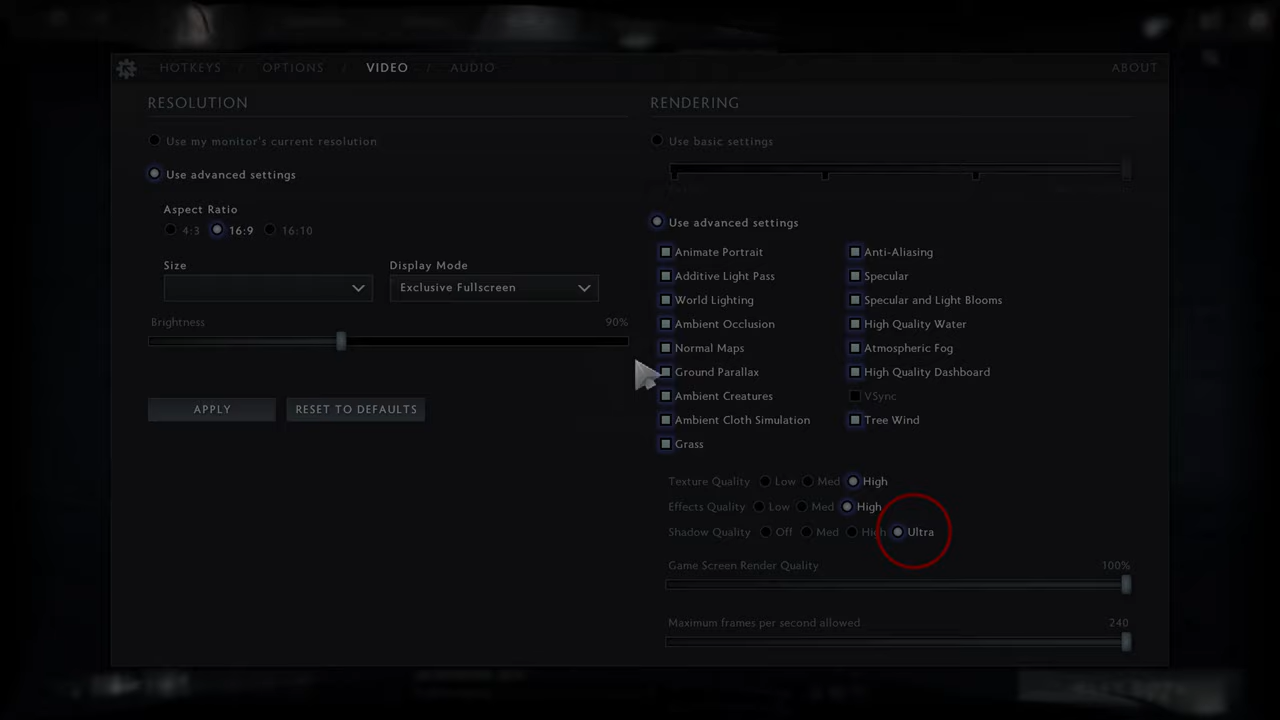 HOTKEYS / OPTIONS / VIDEO / AUDIO
ABOUT
RESOLUTION
Use my monitor's current resolution
Use advanced settings
Aspect Ratio
4:3 16:9 16:10
Size
Display Mode
Exclusive Fullscreen
Brightness 90%
APPLY
RESET TO DEFAULTS
RENDERING
Use basic settings
Use advanced settings
Animate Portrait
Additive Light Pass
World Lighting
Ambient Occlusion
Normal Maps
Ground Parallax
Ambient Creatures
Ambient Cloth Simulation
Grass
Anti-Aliasing
Specular
Specular and Light Blooms
High Quality Water
Atmospheric Fog
High Quality Dashboard
VSync
Tree Wind
Texture Quality Low Med High
Effects Quality Low Med High
Shadow Quality Off Med High Ultra
Game Screen Render Quality 100%
Maximum frames per second allowed 240